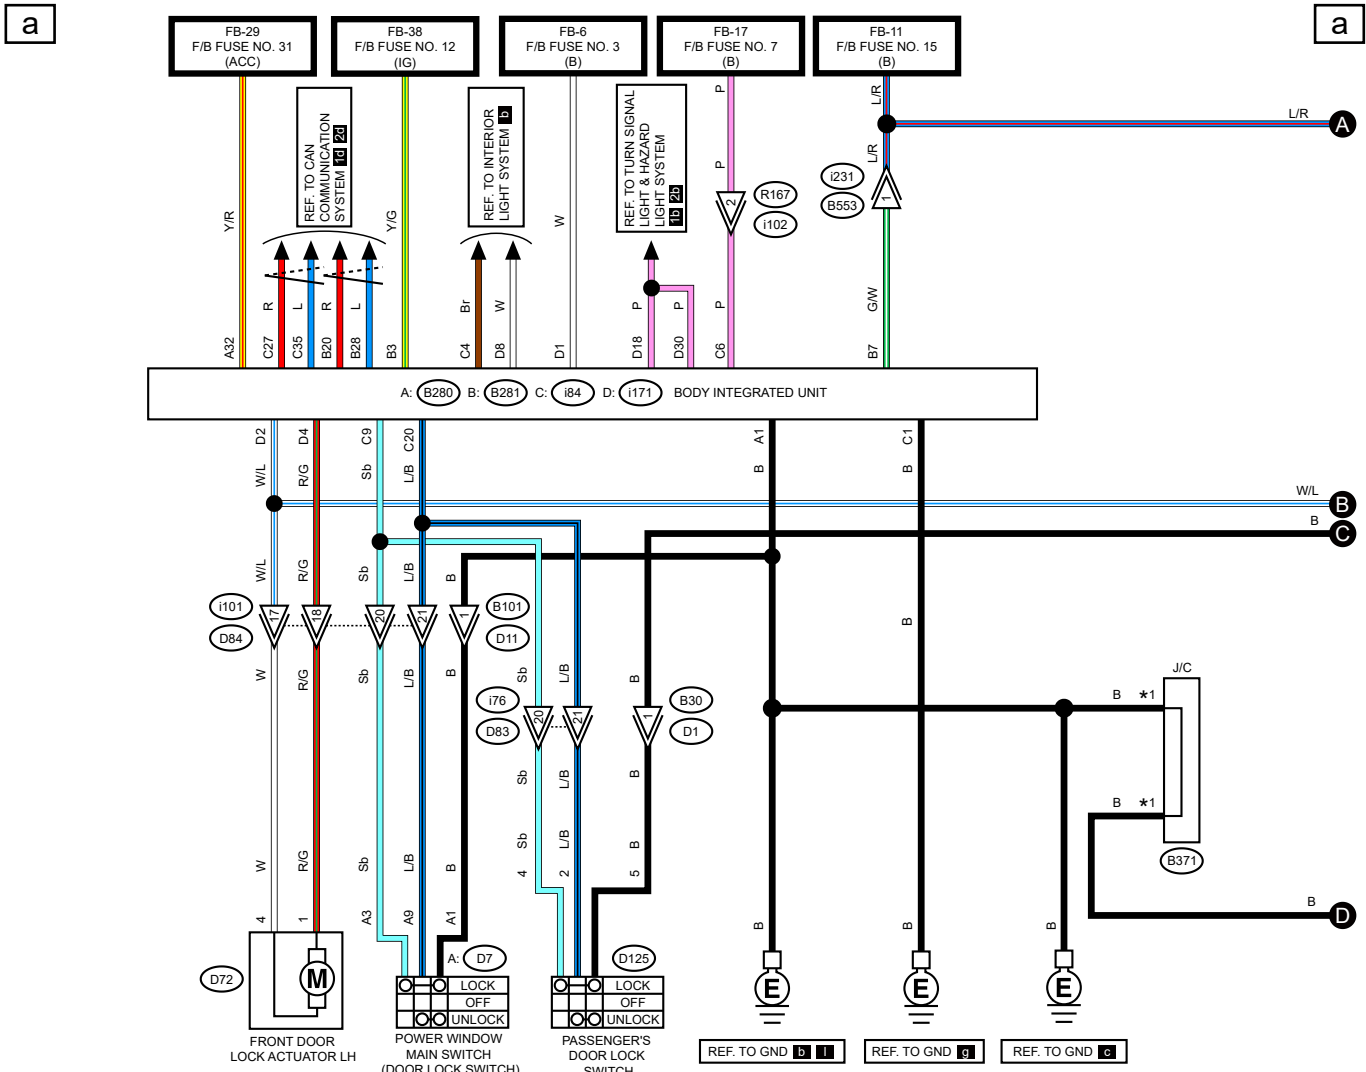 a
a
FB-29
F/B FUSE NO. 31
(ACC)
FB-38
F/B FUSE NO. 12
(IG)
FB-6
F/B FUSE NO. 3
(B)
FB-17
F/B FUSE NO. 7
(B)
FB-11
F/B FUSE NO. 15
(B)
REF. TO CAN
COMMUNICATION
SYSTEM 1d 2d
REF. TO INTERIOR
LIGHT SYSTEM b
REF. TO TURN SIGNAL
LIGHT & HAZARD
LIGHT SYSTEM
1b 2b
L/R
L/R
L/R
A
P
P
P
P
P
2
R167
i102
i231
B553
1
Y/R
Y/G
W
G/W
R
L
R
L
Br
W
A32
C27
C35
B20
B28
B3
C4
D8
D1
D18
D30
C6
B7
A: B280 B: B281 C: i84 D: i171 BODY INTEGRATED UNIT
D2
D4
C9
C20
A1
C1
W/L
R/G
Sb
L/B
B
B
W/L
B
B
C
W/L
R/G
Sb
L/B
B
i101
D84
17
18
20
21
1
B101
D11
B
W
R/G
Sb
L/B
B
Sb
L/B
B
i76
D83
20
21
1
B30
D1
J/C
B *1
B *1
B371
Sb
L/B
B
W
R/G
Sb
L/B
B
Sb
L/B
B
4
2
5
4
1
A3
A9
A1
B
B
B
B
D
D72
M
A: D7
LOCK
OFF
UNLOCK
D125
LOCK
OFF
UNLOCK
E
E
E
FRONT DOOR
LOCK ACTUATOR LH
POWER WINDOW
MAIN SWITCH
(DOOR LOCK SWITCH)
PASSENGER'S
DOOR LOCK
SWITCH
REF. TO GND b I
REF. TO GND g
REF. TO GND c